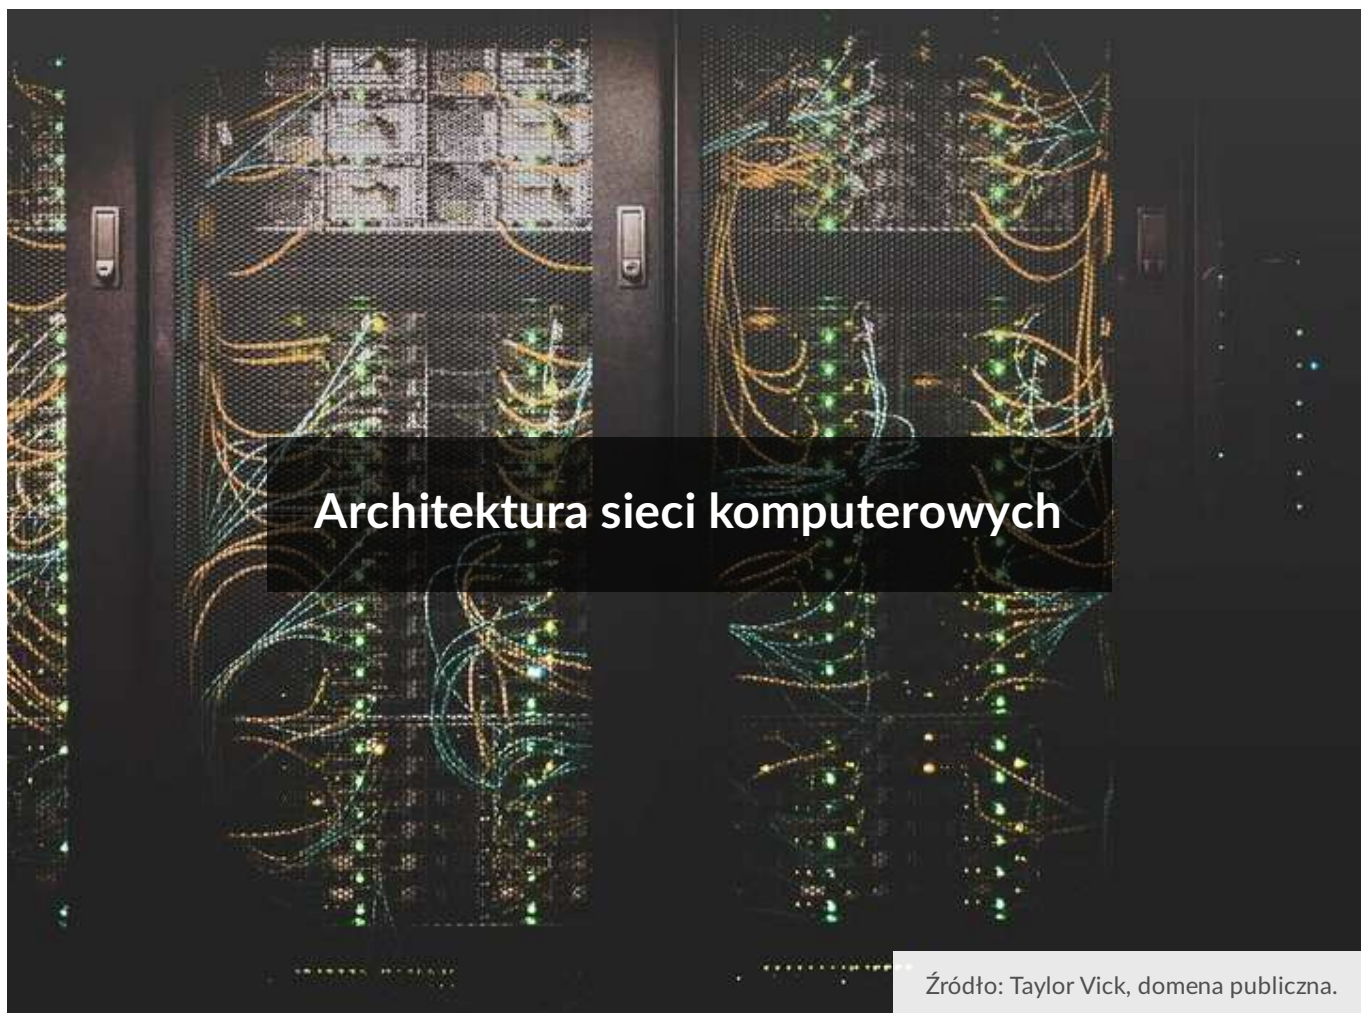 Architektura sieci komputerowych
Źródło: Taylor Vick, domena publiczna.